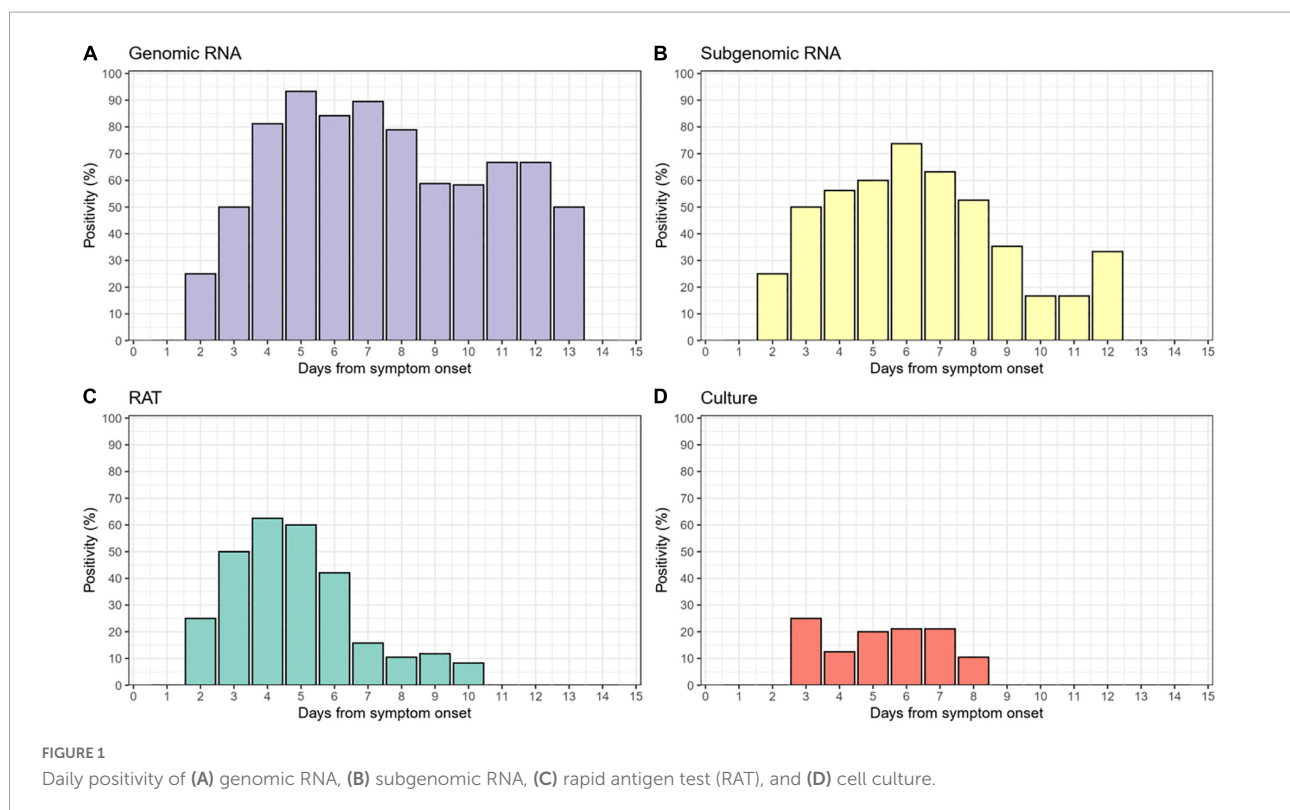 A Genomic RNA
100
90
80
70
60
50
40
30
20
10
0
Positivity (%)
0 1 2 3 4 5 6 7 8 9 10 11 12 13 14 15
Days from symptom onset
B Subgenomic RNA
100
90
80
70
60
50
40
30
20
10
0
Positivity (%)
0 1 2 3 4 5 6 7 8 9 10 11 12 13 14 15
Days from symptom onset
C RAT
100
90
80
70
60
50
40
30
20
10
0
Positivity (%)
0 1 2 3 4 5 6 7 8 9 10 11 12 13 14 15
Days from symptom onset
D Culture
100
90
80
70
60
50
40
30
20
10
0
Positivity (%)
0 1 2 3 4 5 6 7 8 9 10 11 12 13 14 15
Days from symptom onset
FIGURE 1
Daily positivity of (A) genomic RNA, (B) subgenomic RNA, (C) rapid antigen test (RAT), and (D) cell culture.